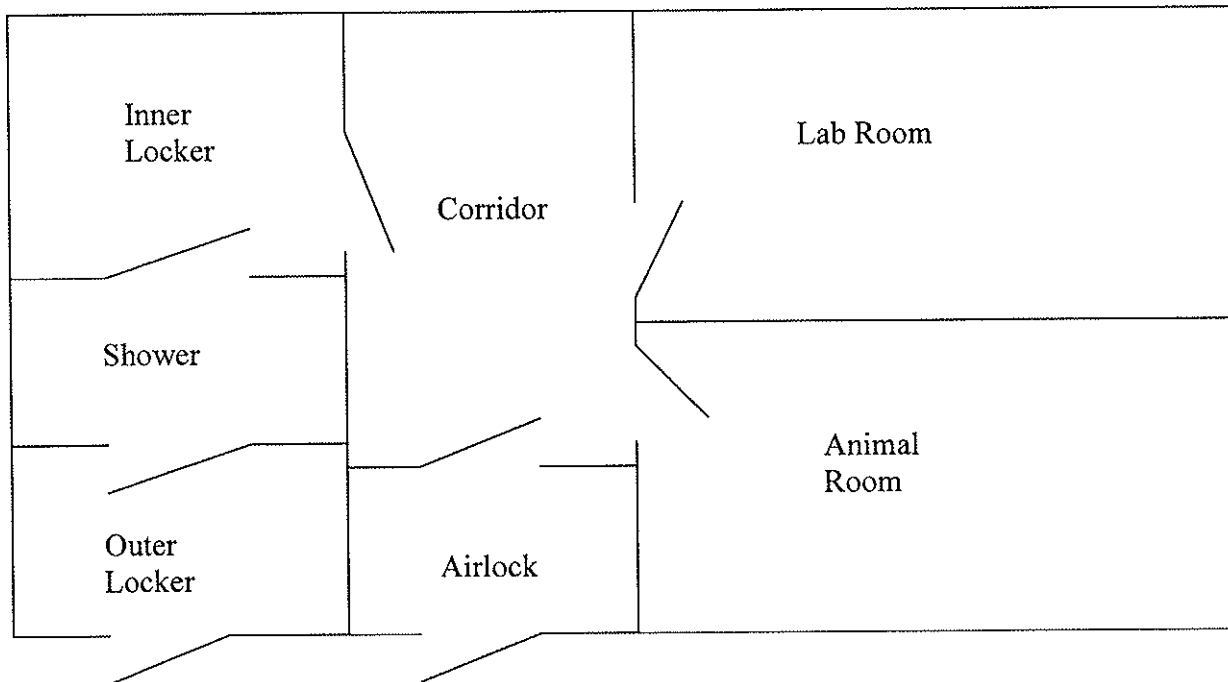 Inner
Locker
Lab Room
Corridor
Shower
Animal
Room
Outer
Locker
Airlock